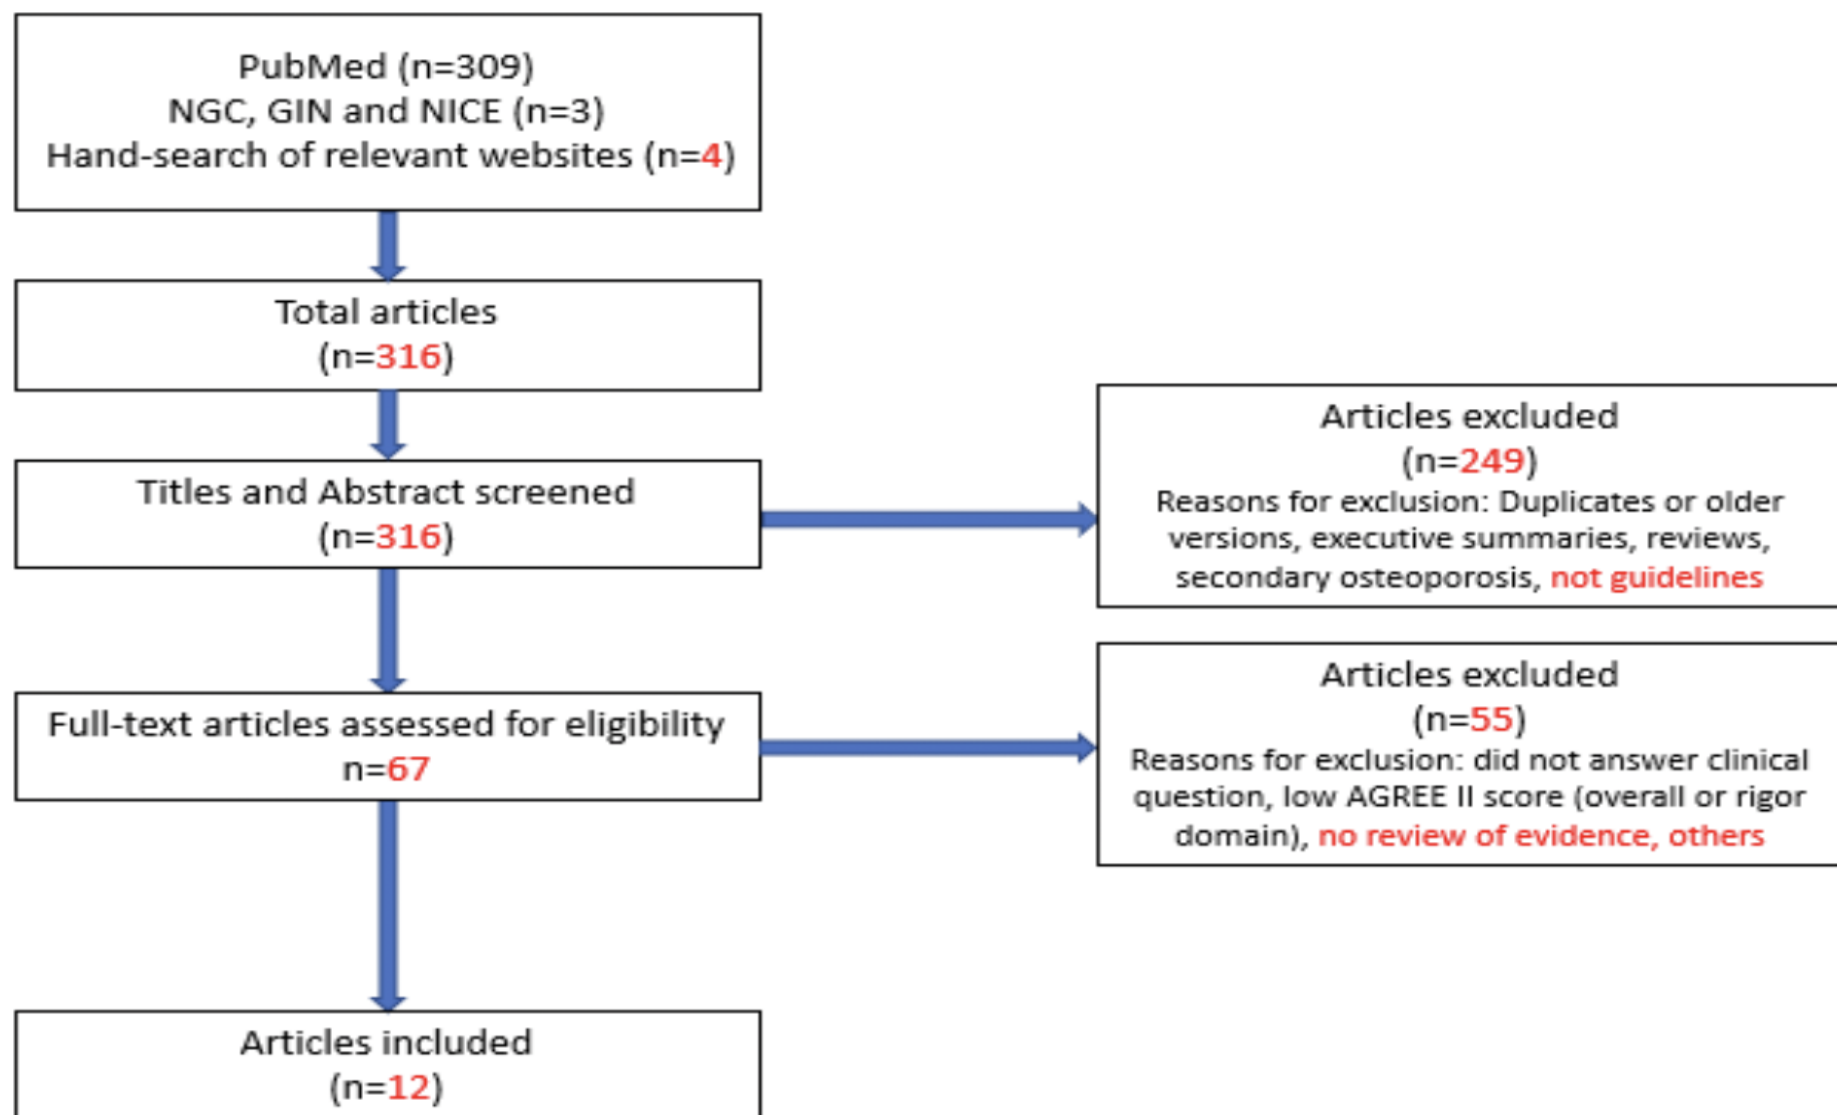 PubMed (n=309)
NGC, GIN and NICE (n=3)
Hand-search of relevant websites (n=4)
Total articles
(n=316)
Titles and Abstract screened
(n=316)
Articles excluded
(n=249)
Reasons for exclusion: Duplicates or older
versions, executive summaries, reviews,
secondary osteoporosis, not guidelines
Full-text articles assessed for eligibility
n=67
Articles excluded
(n=55)
Reasons for exclusion: did not answer clinical
question, low AGREE II score (overall or rigor
domain), no review of evidence, others
Articles included
(n=12)